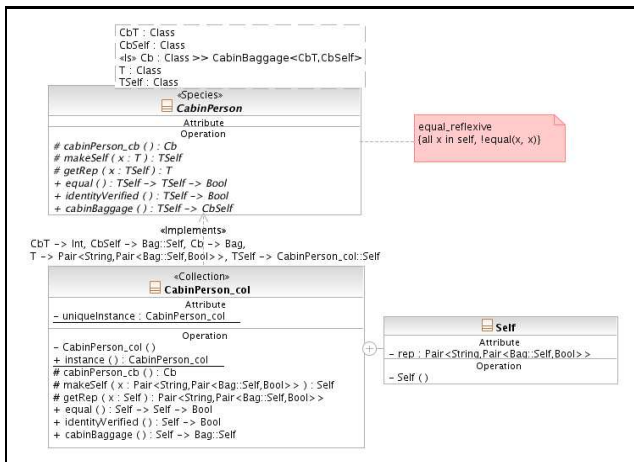 CbT : Class
CbSelf : Class
«Is» Cb : Class >> CabinBaggage<CbT,CbSelf>
T : Class
TSelf : Class
«Species»
CabinPerson
Attribute
Operation
# cabinPerson_cb ( ) : Cb
# makeSelf ( x : T ) : TSelf
# getRep ( x : TSelf ) : T
+ equal ( ) : TSelf -> TSelf -> Bool
+ identityVerified ( ) : TSelf -> Bool
+ cabinBaggage ( ) : TSelf -> CbSelf
equal_reflexive
{all x in self, !equal(x, x)}
«Implements»
CbT -> Int, CbSelf -> Bag::Self, Cb -> Bag,
T -> Pair<String,Pair<Bag::Self,Bool>>, TSelf -> CabinPerson_col::Self
«Collection»
CabinPerson_col
Attribute
- uniqueInstance : CabinPerson_col
Operation
- CabinPerson_col ( )
+ instance ( ) : CabinPerson_col
# cabinPerson_cb ( ) : Cb
# makeSelf ( x : Pair<String,Pair<Bag::Self,Bool>> ) : Self
# getRep ( x : Self ) : Pair<String,Pair<Bag::Self,Bool>>
+ equal ( ) : Self -> Self -> Bool
+ identityVerified ( ) : Self -> Bool
+ cabinBaggage ( ) : Self -> Bag::Self
Self
Attribute
- rep : Pair<String,Pair<Bag::Self,Bool>>
Operation
- Self ( )